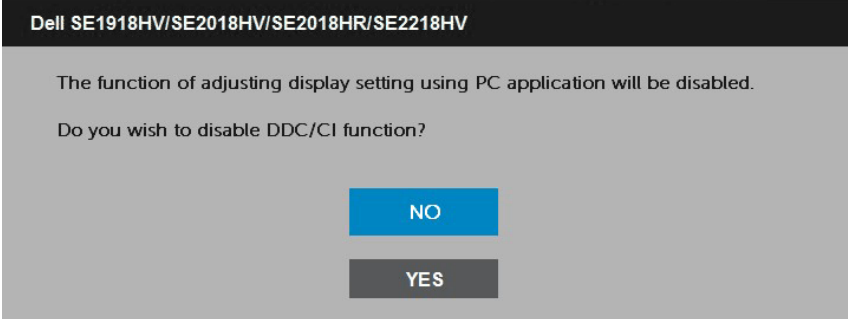 Dell SE1918HV/SE2018HV/SE2018HR/SE2218HV
The function of adjusting display setting using PC application will be disabled.
Do you wish to disable DDC/CI function?
NO
YES